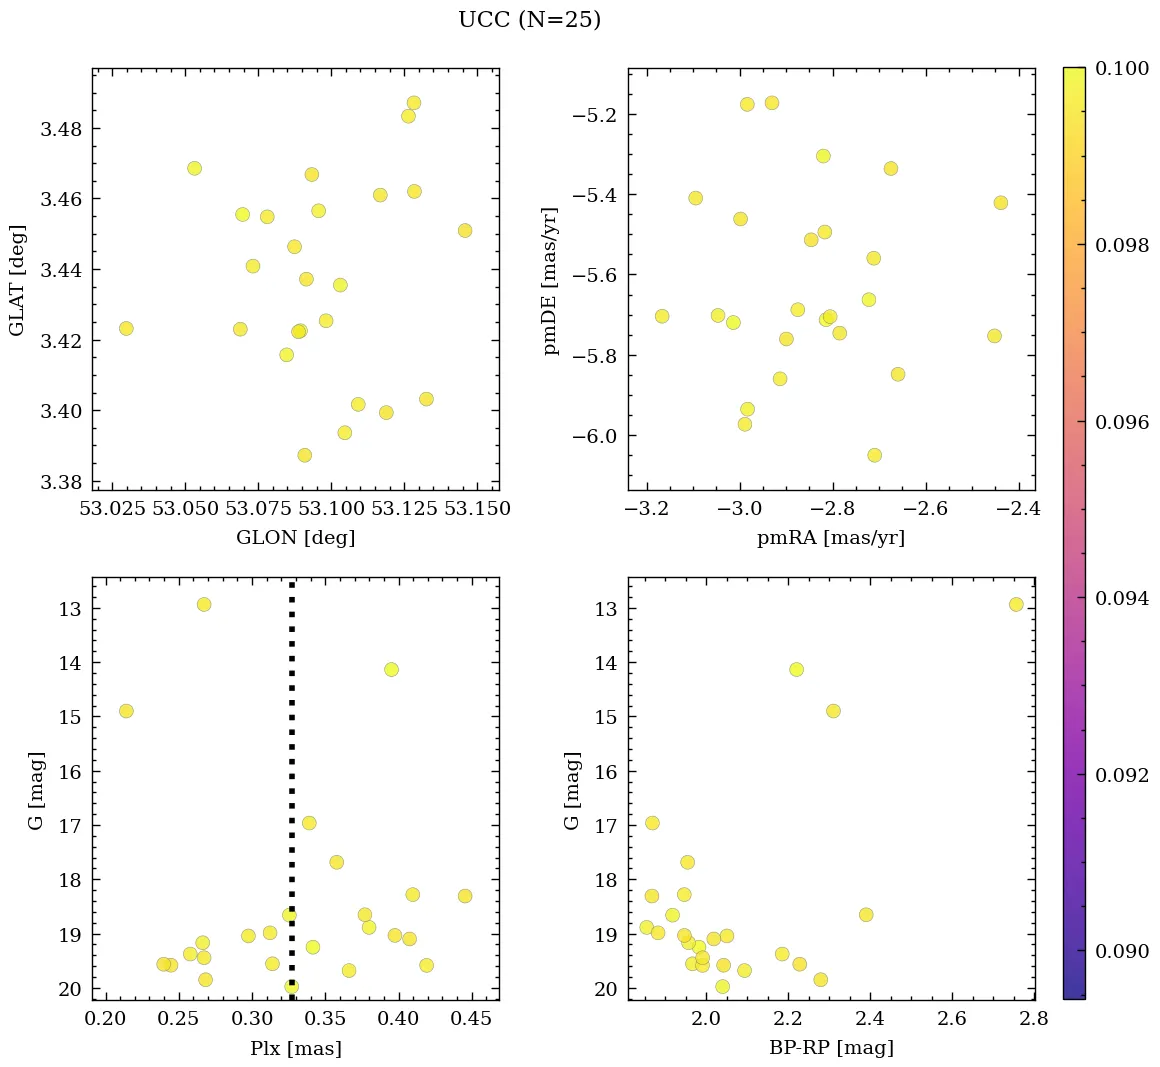 UCC (N=25)
3.48
3.46
3.44
3.42
3.40
3.38
GLAT [deg]
53.025 53.050 53.075 53.100 53.125 53.150
GLON [deg]
−5.2
−5.4
−5.6
−5.8
−6.0
pmDE [mas/yr]
−3.2 −3.0 −2.8 −2.6 −2.4
pmRA [mas/yr]
13
14
15
16
17
18
19
20
G [mag]
0.20 0.25 0.30 0.35 0.40 0.45
Plx [mas]
13
14
15
16
17
18
19
20
G [mag]
2.0 2.2 2.4 2.6 2.8
BP-RP [mag]
0.100
0.098
0.096
0.094
0.092
0.090